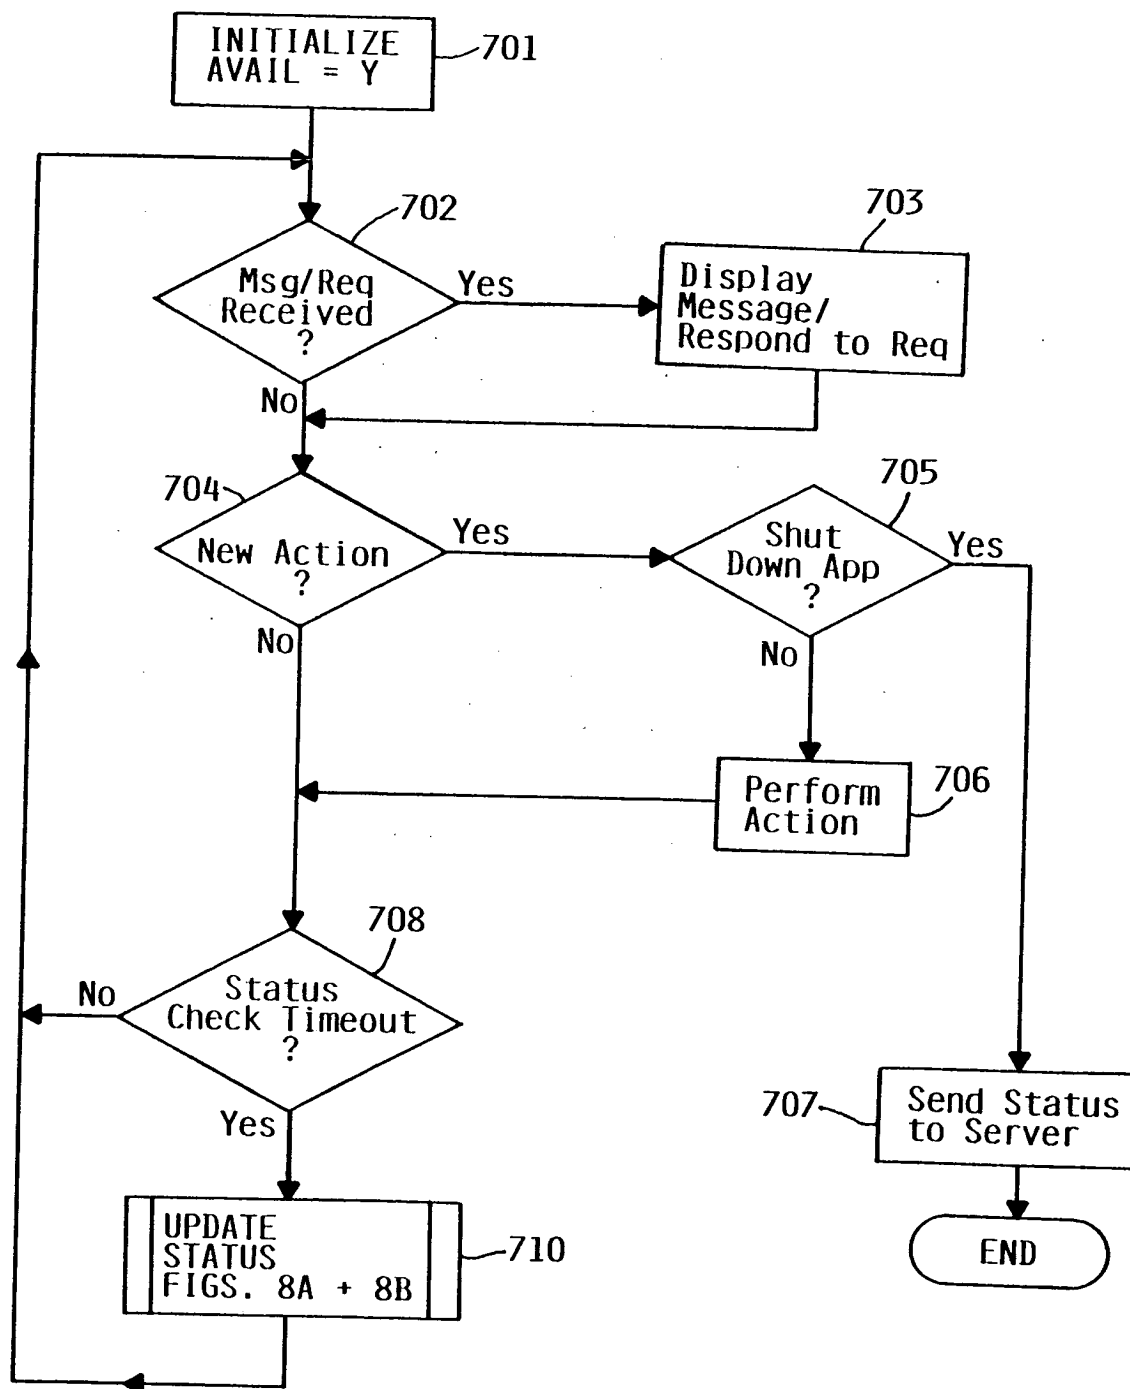 INITIALIZE
AVAIL = Y
701
702
Msg/Req
Received
?
Yes
No
703
Display
Message/
Respond to Req
704
New Action
?
Yes
No
705
Shut
Down App
?
Yes
No
Perform
Action
706
708
Status
Check Timeout
?
No
Yes
707
Send Status
to Server
UPDATE
STATUS
FIGS. 8A + 8B
710
END